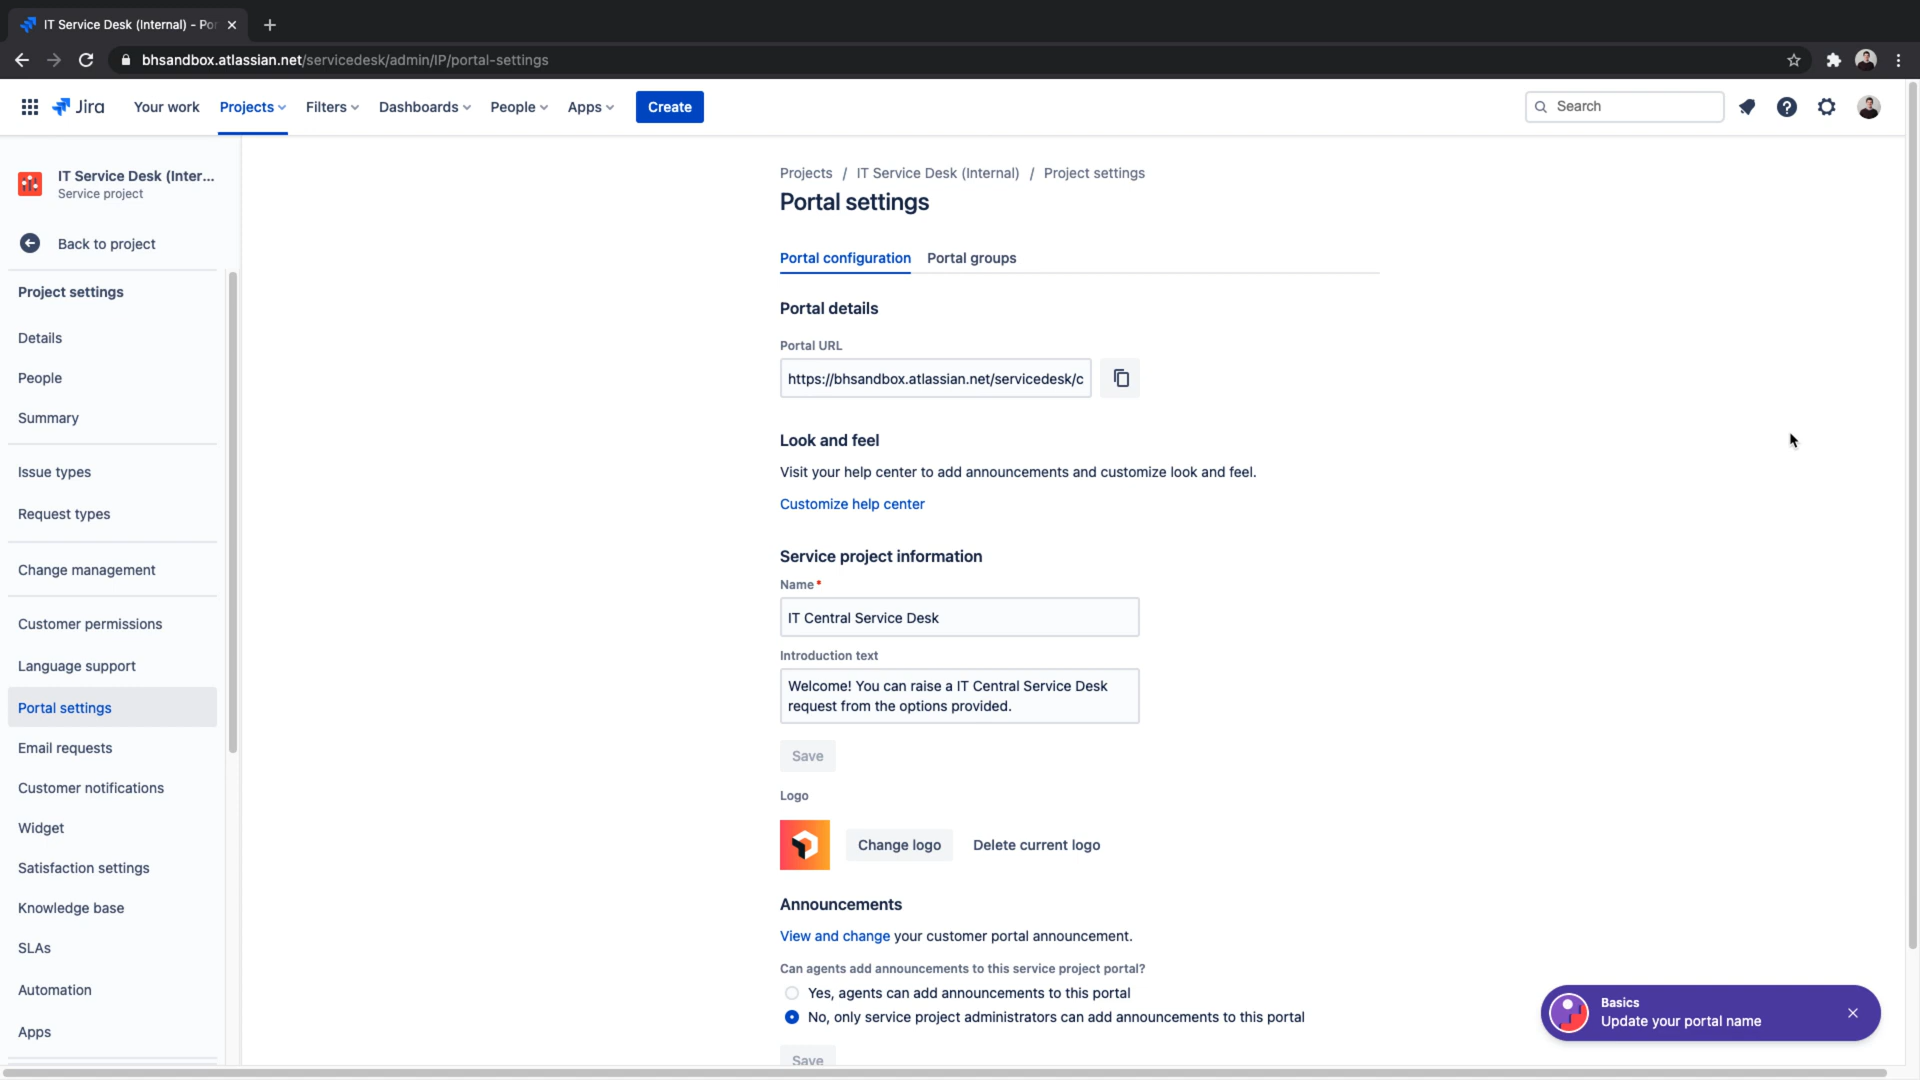 IT Service Desk (Internal) - Por
bhsandbox.atlassian.net/servicedesk/admin/IP/portal-settings
Jira
Your work
Projects
Filters
Dashboards
People
Apps
Create
Search
IT Service Desk (Inter...
Service project
Back to project
Project settings
Details
People
Summary
Issue types
Request types
Change management
Customer permissions
Language support
Portal settings
Email requests
Customer notifications
Widget
Satisfaction settings
Knowledge base
SLAs
Automation
Apps
Projects / IT Service Desk (Internal) / Project settings
Portal settings
Portal configuration
Portal groups
Portal details
Portal URL
https://bhsandbox.atlassian.net/servicedesk/c
Look and feel
Visit your help center to add announcements and customize look and feel.
Customize help center
Service project information
Name *
IT Central Service Desk
Introduction text
Welcome! You can raise a IT Central Service Desk
request from the options provided.
Save
Logo
Change logo
Delete current logo
Announcements
View and change your customer portal announcement.
Can agents add announcements to this service project portal?
Yes, agents can add announcements to this portal
No, only service project administrators can add announcements to this portal
Save
Basics
Update your portal name